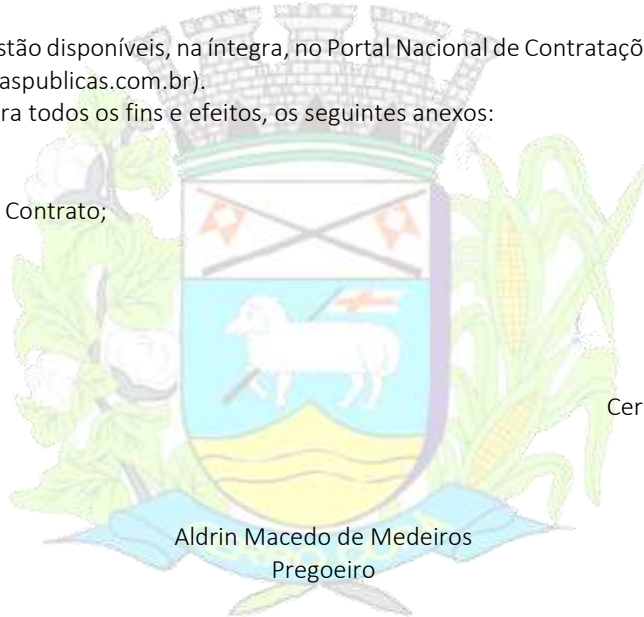 stão disponíveis, na íntegra, no Portal Nacional de Contrataçõ
aspublicas.com.br).
ra todos os fins e efeitos, os seguintes anexos:
Contrato;
Cer
Aldrin Macedo de Medeiros
Pregoeiro